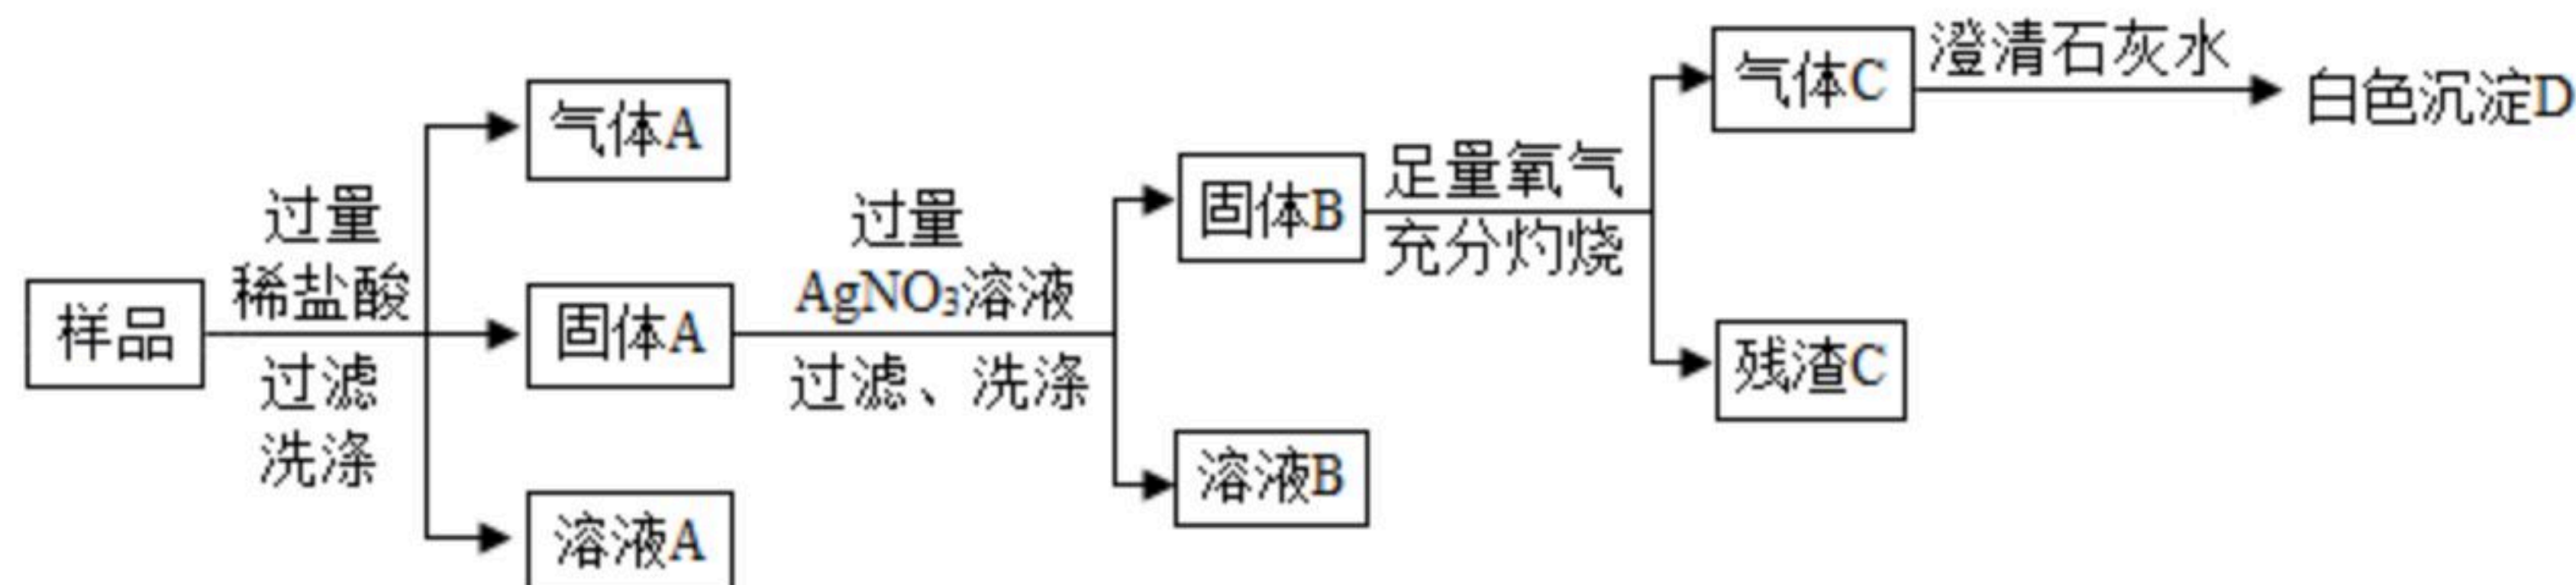 样品
过量
稀盐酸
过滤
洗涤
气体A
固体A
溶液A
过量
AgNO₃溶液
过滤、洗涤
固体B
溶液B
足量氧气
充分灼烧
气体C
残渣C
澄清石灰水
白色沉淀D